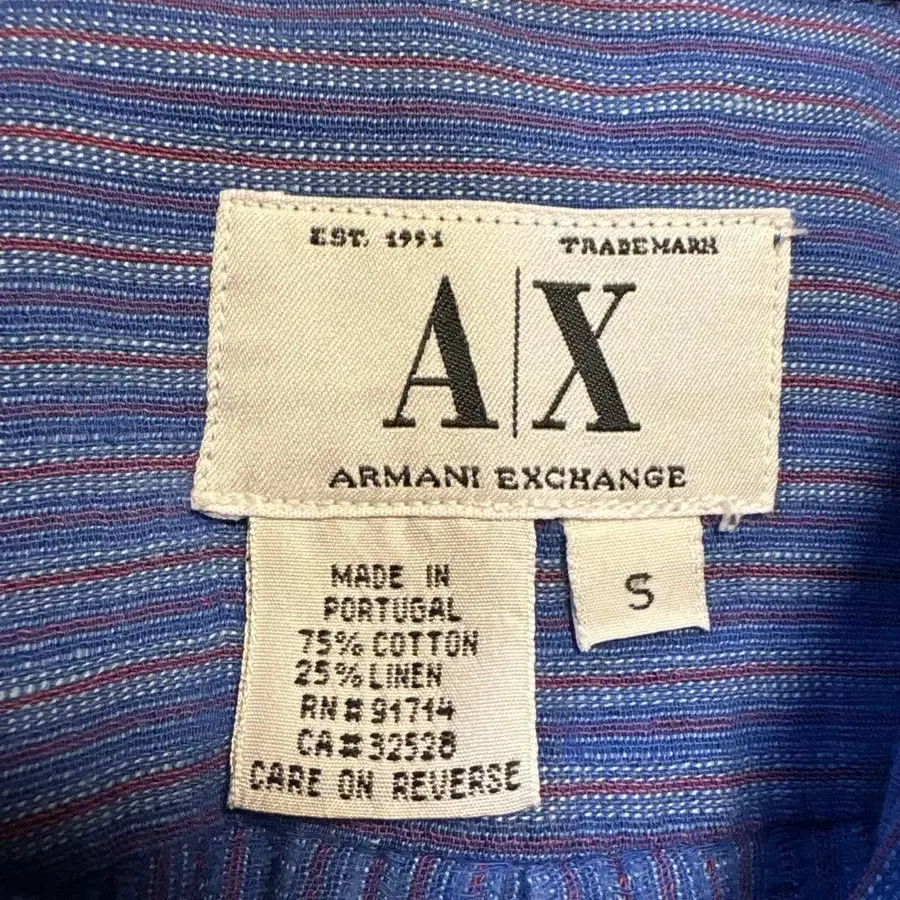 EST. 1991 TRADEMARK
A|X
ARMANI EXCHANGE
S
MADE IN
PORTUGAL
75% COTTON
25% LINEN
RN# 91714
CA# 32528
CARE ON REVERSE